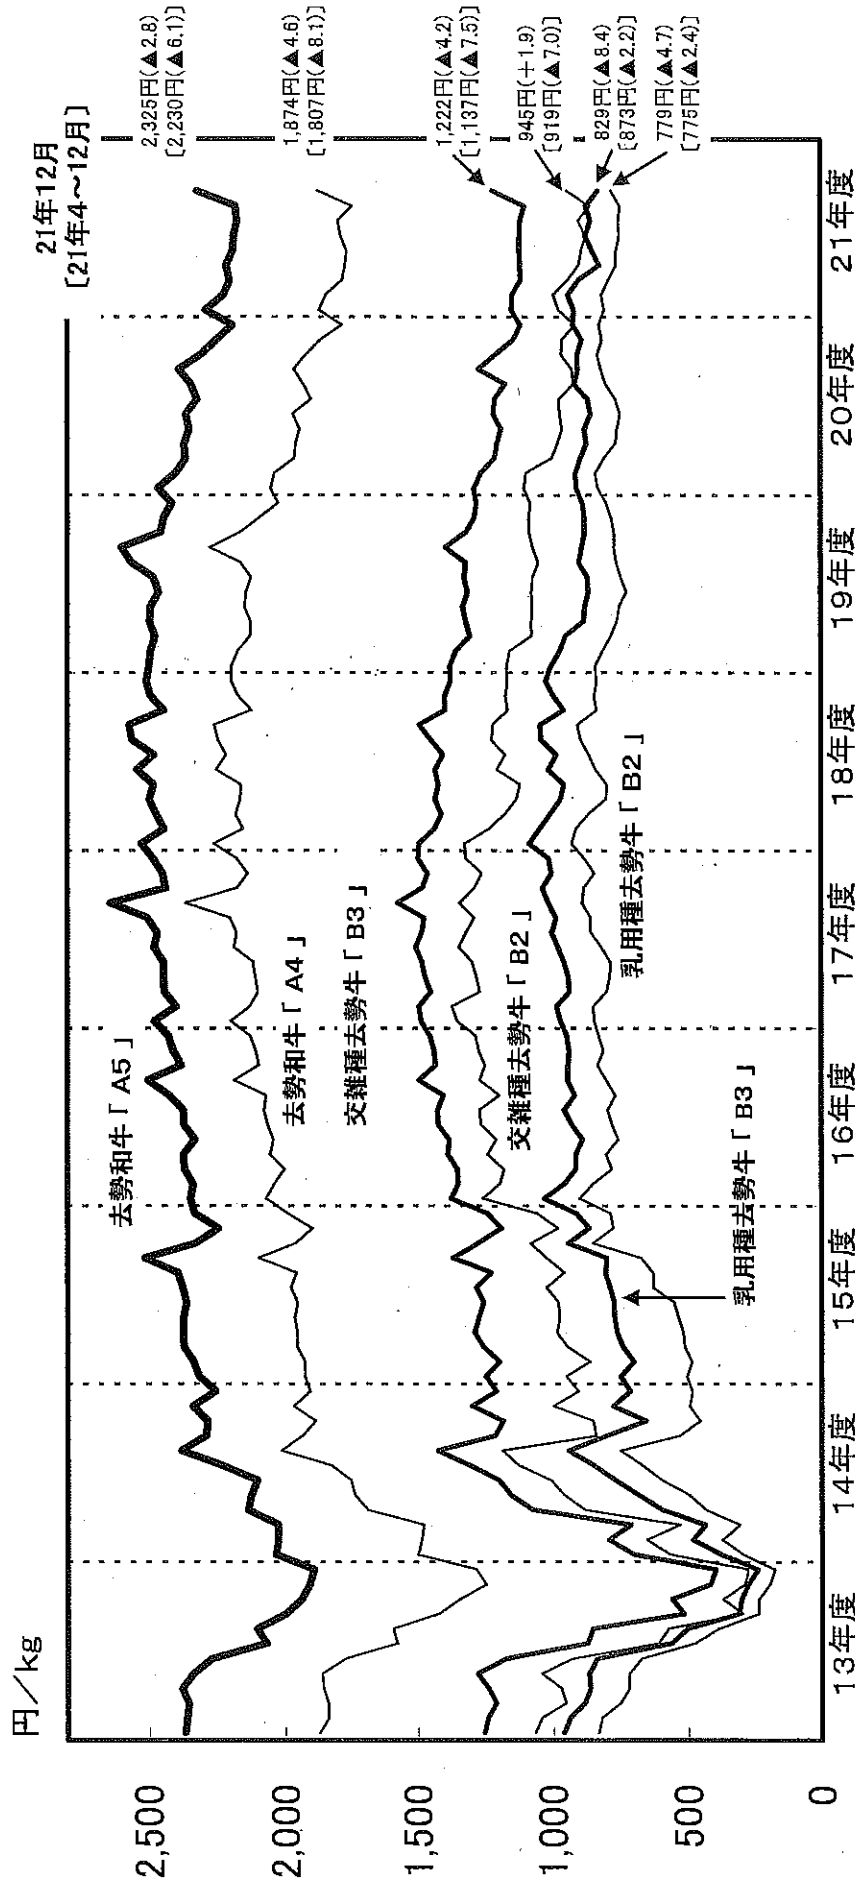 円／kg
21年12月
[21年4～12月]
2,325円(▲2.8)
[2,230円(▲6.1)]
1,874円(▲4.6)
[1,807円(▲8.1)]
1,222円(▲4.2)
[1,137円(▲7.5)]
945円(＋1.9)
[919円(▲7.0)]
829円(▲8.4)
[873円(▲2.2)]
779円(▲4.7)
[775円(▲2.4)]
去勢和牛「A5」
去勢和牛「A4」
交雑種去勢牛「B3」
交雑種去勢牛「B2」
乳用種去勢牛「B2」
乳用種去勢牛「B3」
2,500
2,000
1,500
1,000
500
0
13年度
14年度
15年度
16年度
17年度
18年度
19年度
20年度
21年度